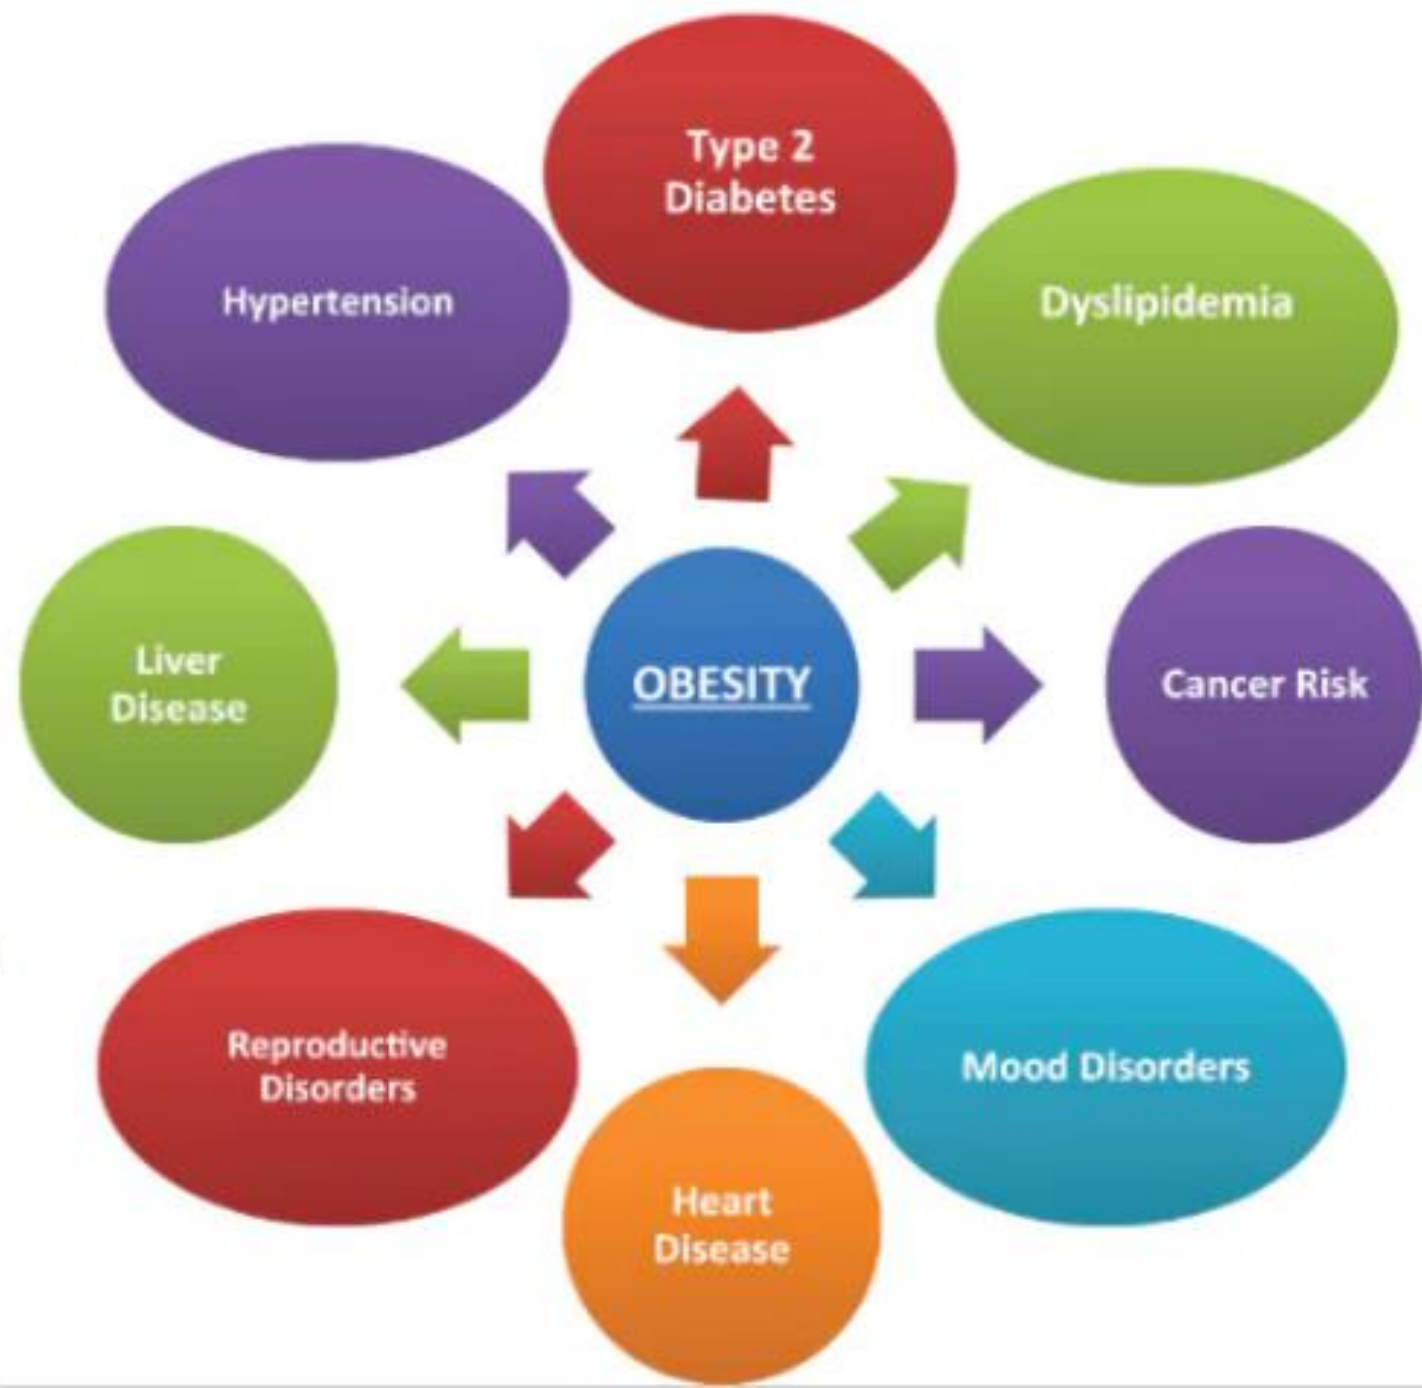 Type 2
Diabetes
Hypertension
Dyslipidemia
Liver
Disease
OBESITY
Cancer Risk
Reproductive
Disorders
Mood Disorders
Heart
Disease